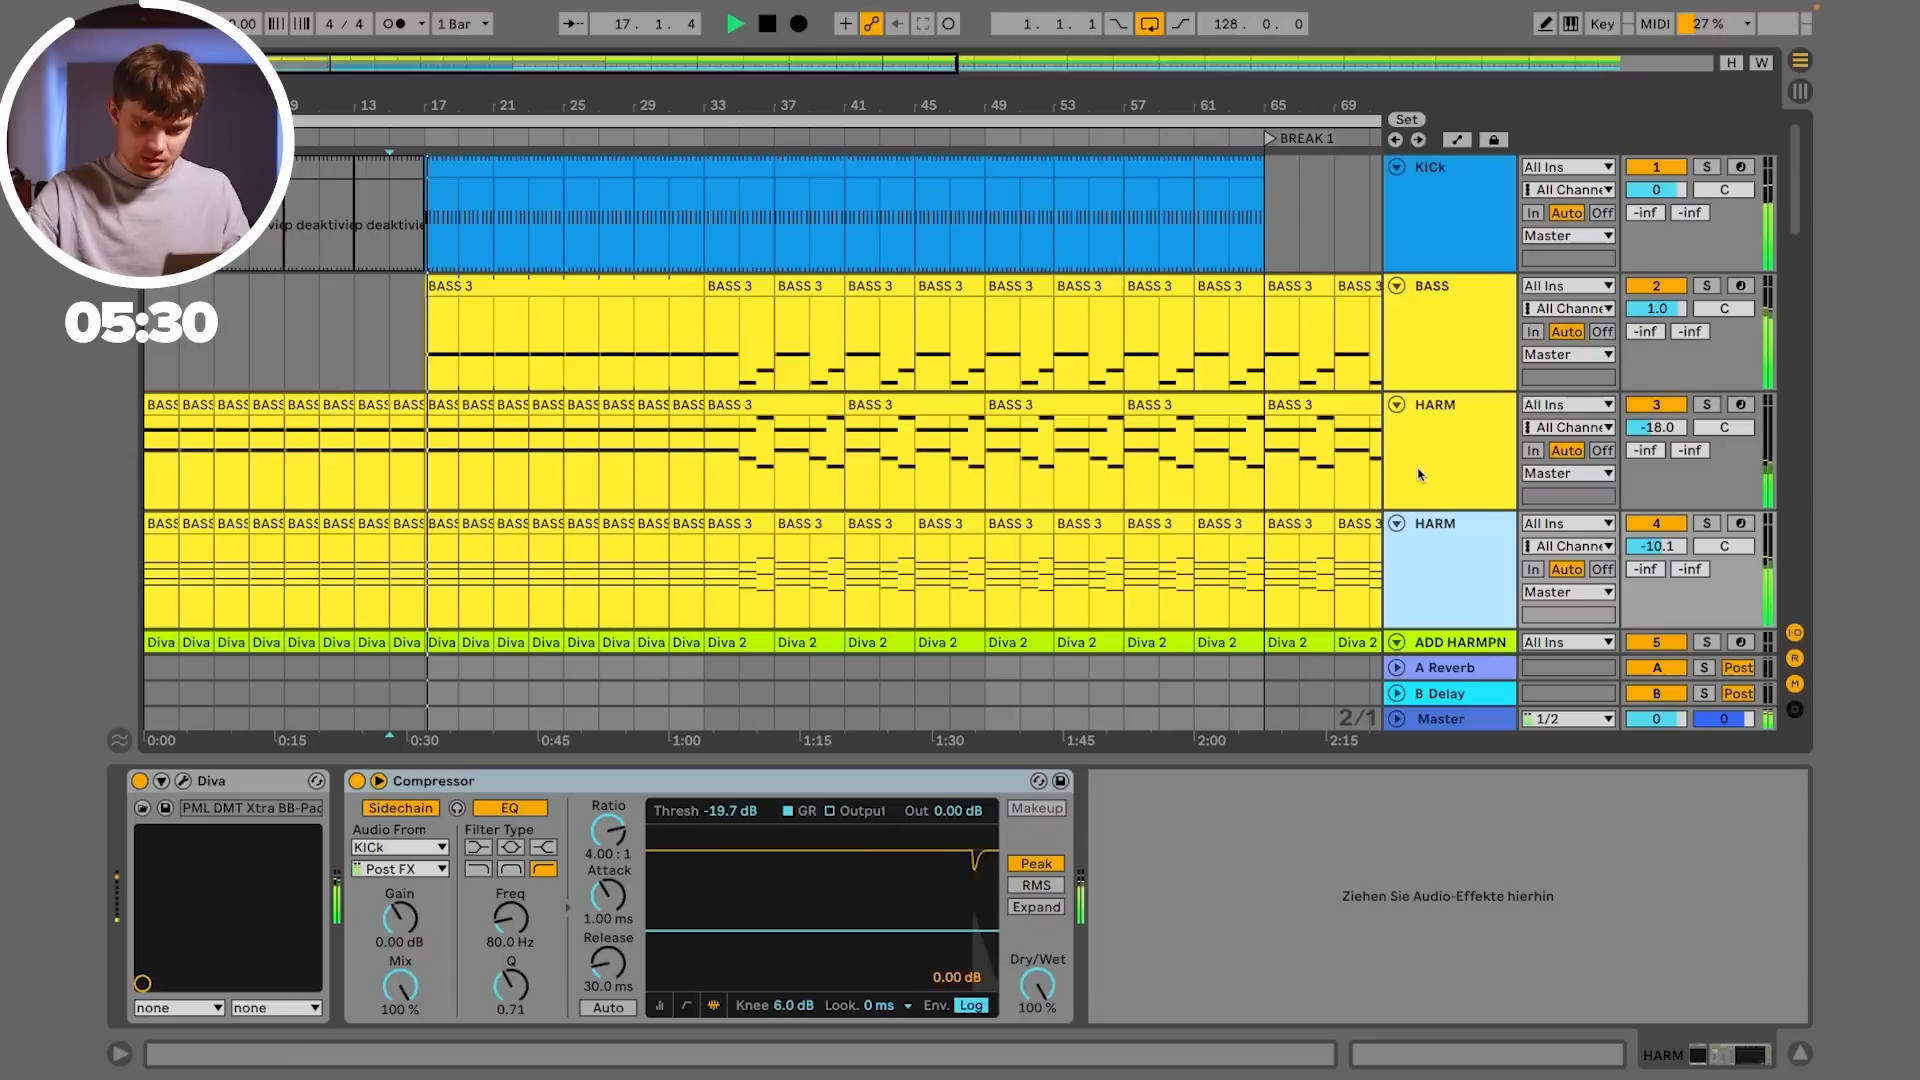 .00 4 / 4 1 Bar 17. 1. 4 1. 1. 1 128. 0. 0 Key MIDI 27 %
H W
9 13 17 21 25 29 33 37 41 45 49 53 57 61 65 69
Set
BREAK 1
05:30
p deaktivie p deaktivie
KICk All Ins 1 S
All Channe 0 C
In Auto Off -inf -inf
Master
BASS 3 BASS 3 BASS 3 BASS 3 BASS 3 BASS 3 BASS 3 BASS 3 BASS 3 BASS 3 BASS 3
BASS All Ins 2 S
All Channe 1.0 C
In Auto Off -inf -inf
Master
BASS BASS BASS BASS BASS BASS BASS BASS BASS BASS BASS BASS BASS BASS BASS BASS BASS 3 BASS 3 BASS 3 BASS 3 BASS 3
HARM All Ins 3 S
All Channe -18.0 C
In Auto Off -inf -inf
Master
BASS BASS BASS BASS BASS BASS BASS BASS BASS BASS BASS BASS BASS BASS BASS BASS BASS 3 BASS 3 BASS 3 BASS 3 BASS 3 BASS 3 BASS 3 BASS 3 BASS 3 BASS 3
HARM All Ins 4 S
All Channe -10.1 C
In Auto Off -inf -inf
Master
Diva Diva Diva Diva Diva Diva Diva Diva Diva Diva Diva Diva Diva Diva Diva Diva Diva 2 Diva 2 Diva 2 Diva 2 Diva 2 Diva 2 Diva 2 Diva 2 Diva 2 Diva 2
ADD HARMPN All Ins 5 S
A Reverb A S Post
B Delay B S Post
2/1 Master 1/2 0 0
I·O
R
M
D
0:00 0:15 0:30 0:45 1:00 1:15 1:30 1:45 2:00 2:15
Diva
PML DMT Xtra BB-Pad
none none
Compressor
Sidechain EQ
Audio From Filter Type
KICk
Post FX
Gain Freq
0.00 dB 80.0 Hz
Mix Q
100 % 0.71
Ratio
4.00 : 1
Attack
1.00 ms
Release
30.0 ms
Auto
Thresh -19.7 dB GR Output Out 0.00 dB
0.00 dB
Knee 6.0 dB Look. 0 ms Env. Log
Makeup
Peak
RMS
Expand
Dry/Wet
100 %
Ziehen Sie Audio-Effekte hierhin
HARM